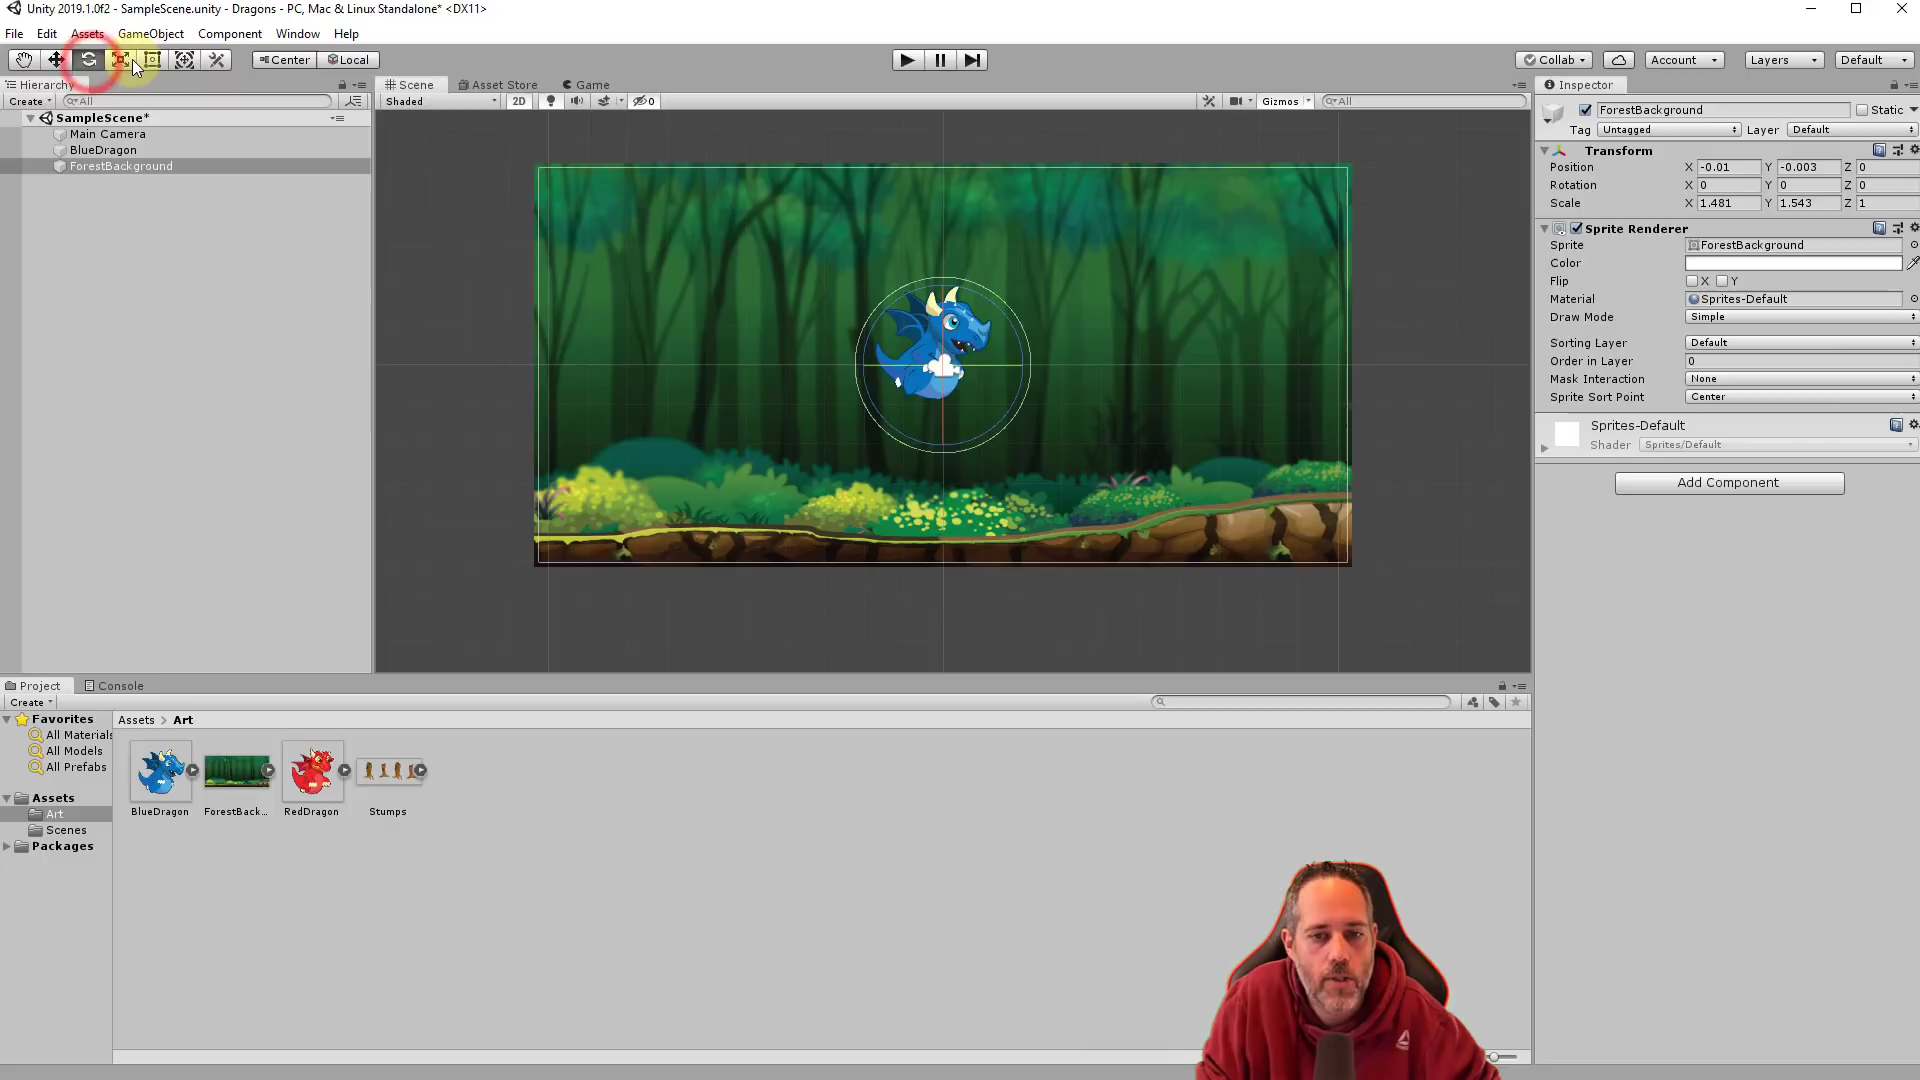 Unity 2019.1.0f2 - SampleScene.unity - Dragons - PC, Mac & Linux Standalone* <DX11>
File Edit Assets GameObject Component Window Help
Center Local Collab Account Layers Default
Hierarchy
Create All
SampleScene*
Main Camera
BlueDragon
ForestBackground
Scene Asset Store Game
Shaded 2D 0 Gizmos All
Inspector
ForestBackground Static
Tag Untagged Layer Default
Transform
Position X -0.01 Y -0.003 Z 0
Rotation X 0 Y 0 Z 0
Scale X 1.481 Y 1.543 Z 1
Sprite Renderer
Sprite ForestBackground
Color
Flip X Y
Material Sprites-Default
Draw Mode Simple
Sorting Layer Default
Order in Layer 0
Mask Interaction None
Sprite Sort Point Center
Sprites-Default
Shader Sprites/Default
Add Component
Project Console
Create
Favorites
All Materials
All Models
All Prefabs
Assets
Art
Scenes
Packages
Assets > Art
BlueDragon ForestBack... RedDragon Stumps